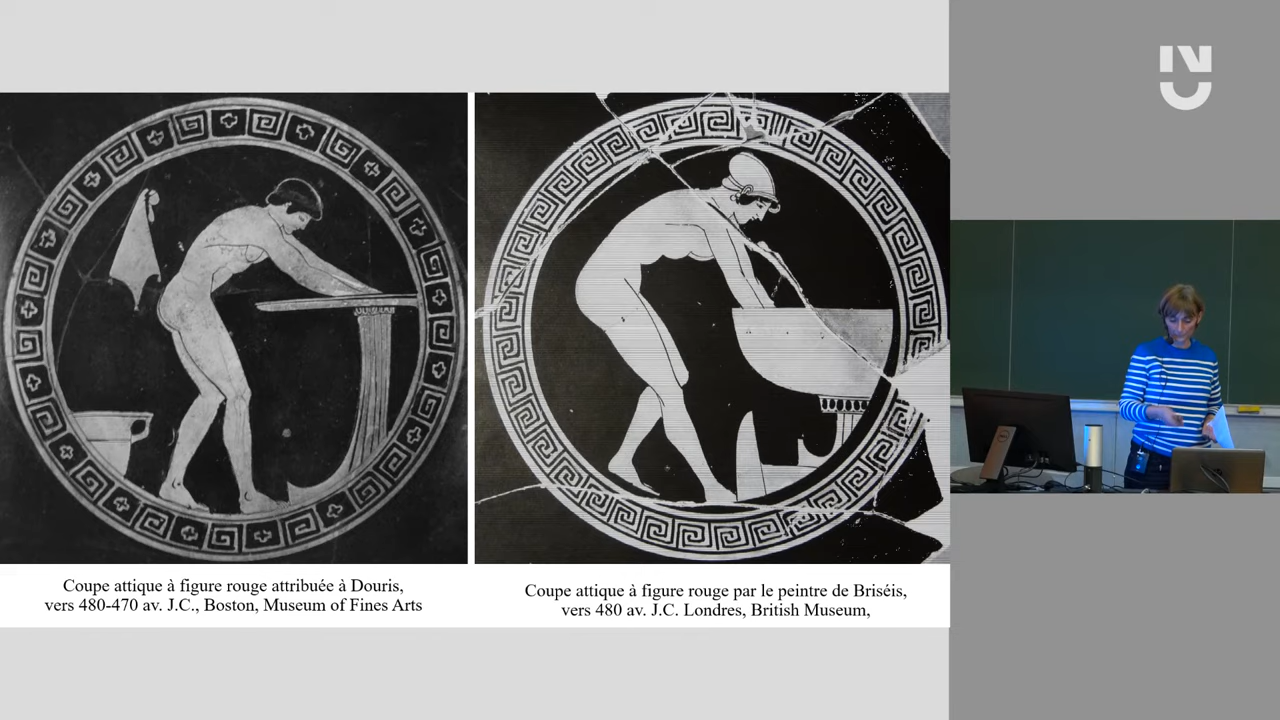 Coupe attique à figure rouge attribuée à Douris,
vers 480-470 av. J.C., Boston, Museum of Fines Arts
Coupe attique à figure rouge par le peintre de Briséis,
vers 480 av. J.C. Londres, British Museum,